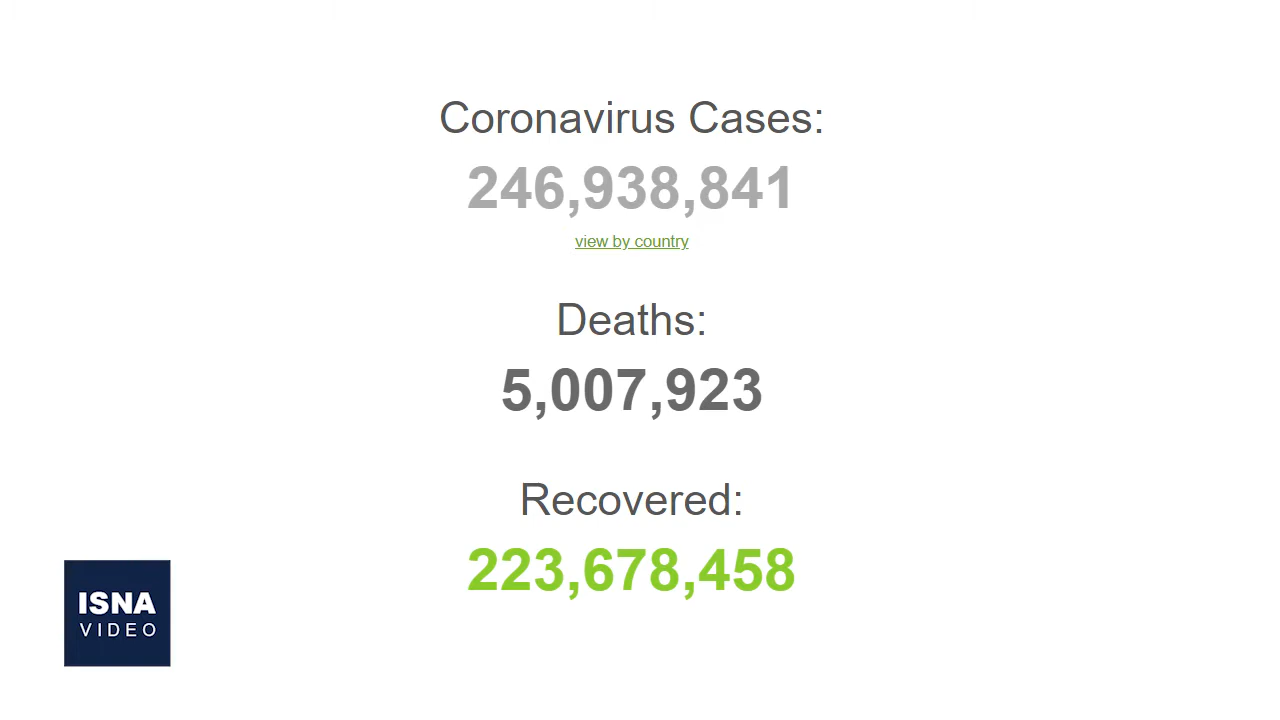 Coronavirus Cases:
246,938,841
view by country
Deaths:
5,007,923
Recovered:
223,678,458
ISNA
VIDEO